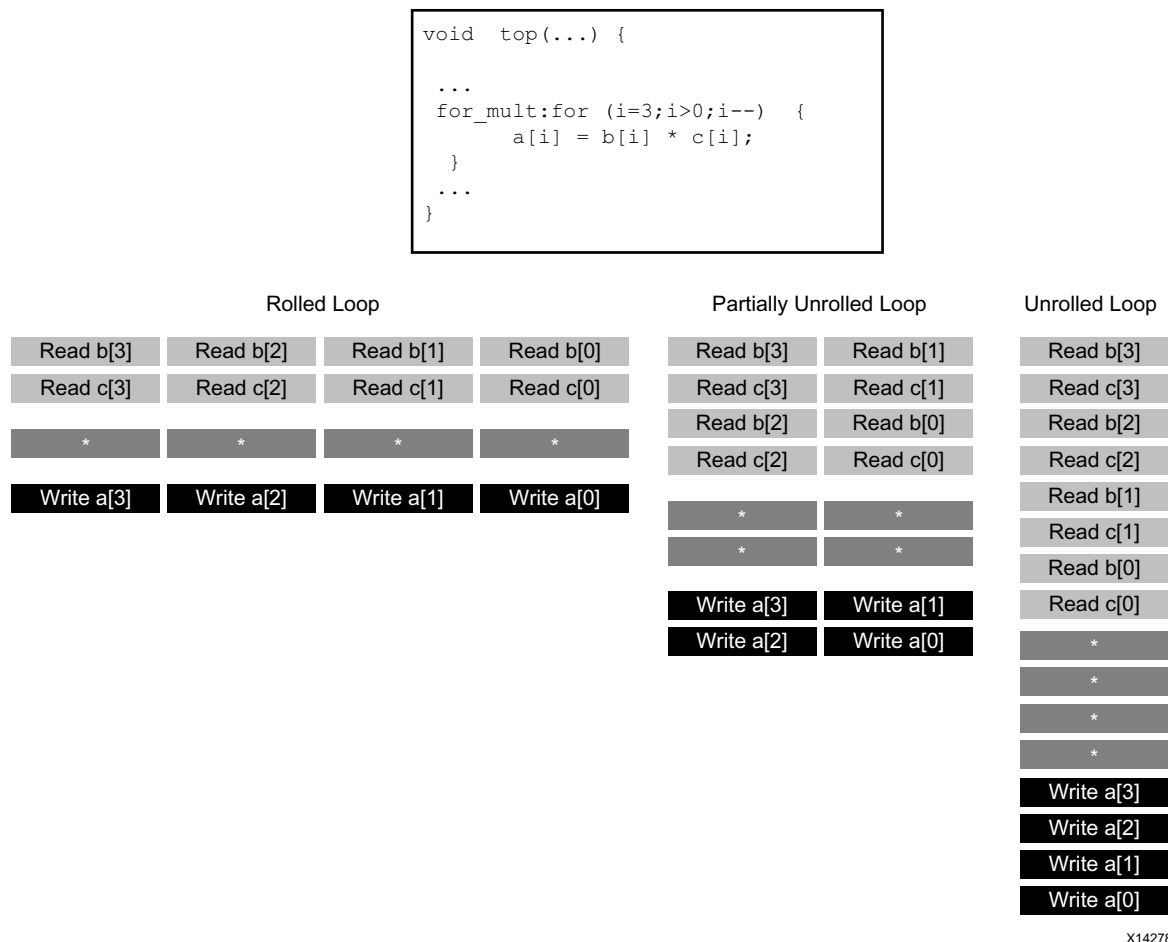 void  top(...) {
...
for_mult:for (i=3;i>0;i--)  {
a[i] = b[i] * c[i];
}
...
}
Rolled Loop
Partially Unrolled Loop
Unrolled Loop
Read b[3] Read b[2] Read b[1] Read b[0]
Read c[3] Read c[2] Read c[1] Read c[0]
* * * *
Write a[3] Write a[2] Write a[1] Write a[0]
Read b[3] Read b[1]
Read c[3] Read c[1]
Read b[2] Read b[0]
Read c[2] Read c[0]
* *
* *
Write a[3] Write a[1]
Write a[2] Write a[0]
Read b[3]
Read c[3]
Read b[2]
Read c[2]
Read b[1]
Read c[1]
Read b[0]
Read c[0]
*
*
*
*
Write a[3]
Write a[2]
Write a[1]
Write a[0]
X14278